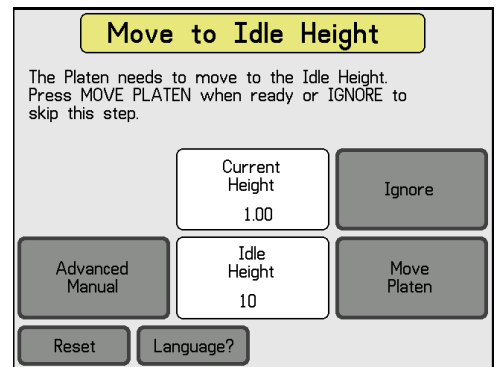 Move to Idle Height
The Platen needs to move to the Idle Height.
Press MOVE PLATEN when ready or IGNORE to
skip this step.
Current
Height
1.00
Ignore
Advanced
Manual
Idle
Height
10
Move
Platen
Reset
Language?